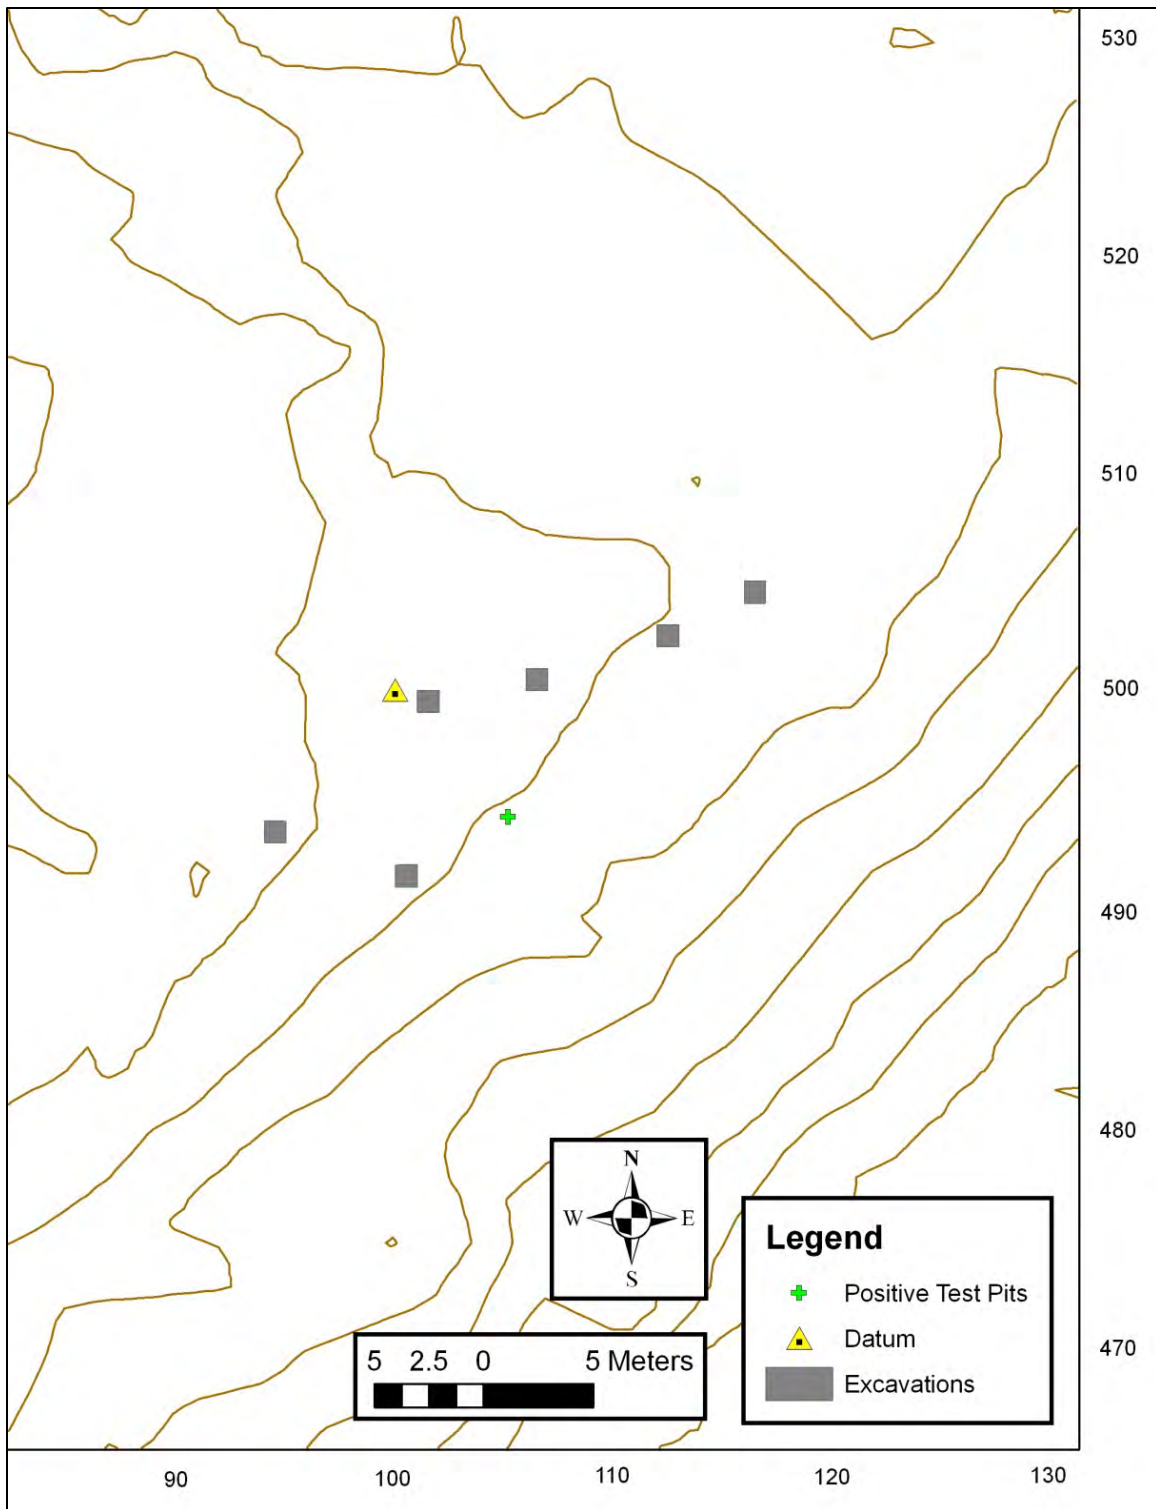 530
520
510
500
490
480
N
W E
S
Legend
Positive Test Pits
Datum
Excavations
470
5 2.5 0 5 Meters
90 100 110 120 130